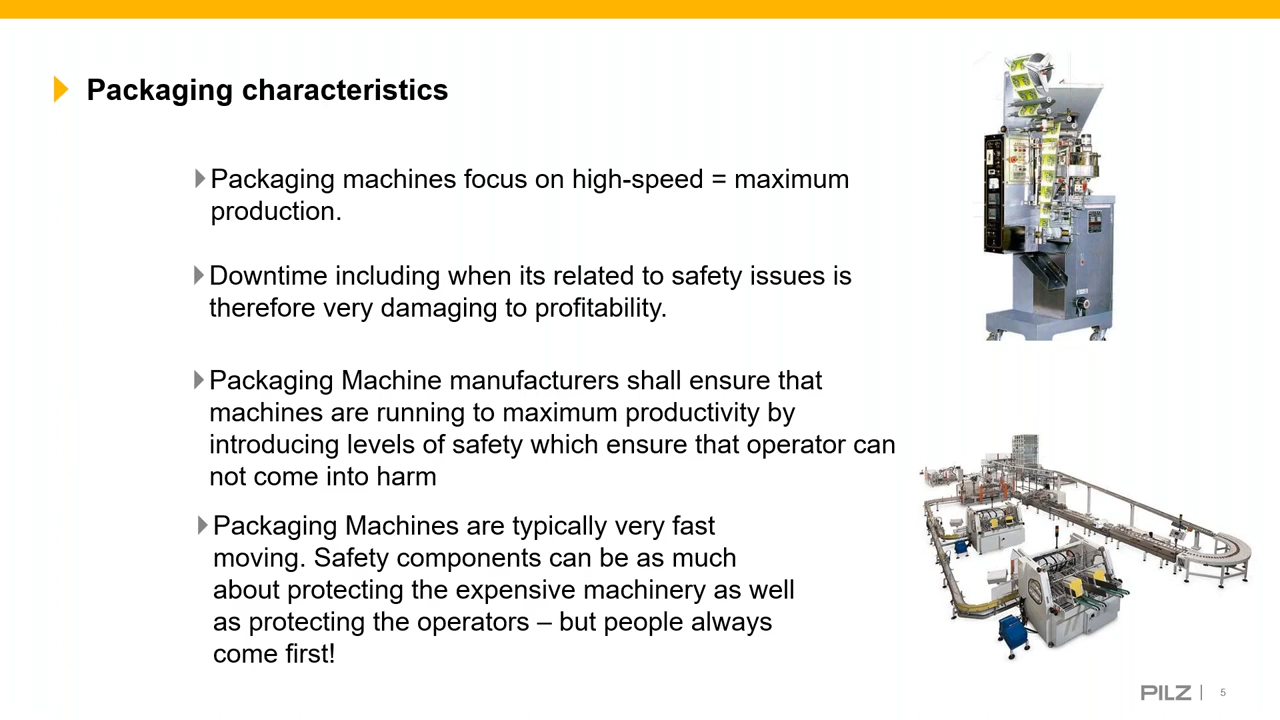 Packaging characteristics
Packaging machines focus on high-speed = maximum
production.
Downtime including when its related to safety issues is
therefore very damaging to profitability.
Packaging Machine manufacturers shall ensure that
machines are running to maximum productivity by
introducing levels of safety which ensure that operator can
not come into harm
Packaging Machines are typically very fast
moving. Safety components can be as much
about protecting the expensive machinery as well
as protecting the operators – but people always
come first!
PILZ | 5